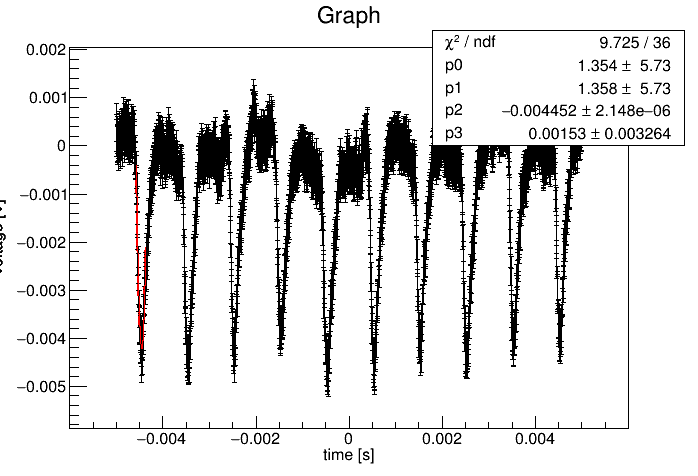 Graph
χ² / ndf 9.725 / 36
p0 1.354 ± 5.73
p1 1.358 ± 5.73
p2 −0.004452 ± 2.148e−06
p3 0.00153 ± 0.003264
0.002
0.001
0
−0.001
−0.002
−0.003
−0.004
−0.005
−0.004 −0.002 0 0.002 0.004
time [s]